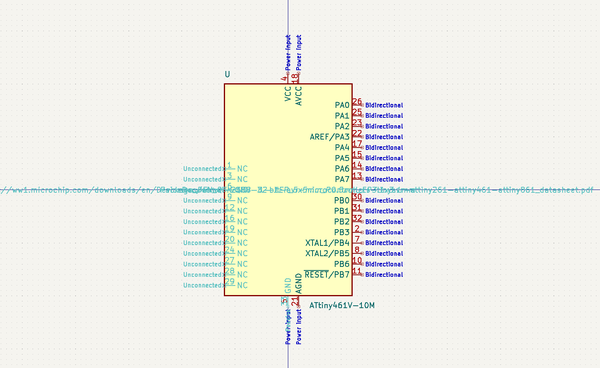 Power Input
Power Input
4
18
U
VCC
AVCC
PA0 26 Bidirectional
PA1 25 Bidirectional
PA2 23 Bidirectional
AREF/PA3 22 Bidirectional
PA4 17 Bidirectional
PA5 15 Bidirectional
Unconnected 1 NC PA6 14 Bidirectional
Unconnected 3 NC PA7 13 Bidirectional
//ww1.microchip.com/downloads/en/
attiny261-attiny461-attiny861_datasheet.pdf
Unconnected 9 NC PB0 30 Bidirectional
Unconnected 12 NC PB1 31 Bidirectional
Unconnected 16 NC PB2 32 Bidirectional
Unconnected 19 NC PB3 2 Bidirectional
Unconnected 20 NC XTAL1/PB4 7 Bidirectional
Unconnected 24 NC XTAL2/PB5 8 Bidirectional
Unconnected 27 NC PB6 10 Bidirectional
Unconnected 28 NC RESET/PB7 11 Bidirectional
Unconnected 29 NC
GND
AGND
21
ATtiny461V-10M
Power Input
Power Input